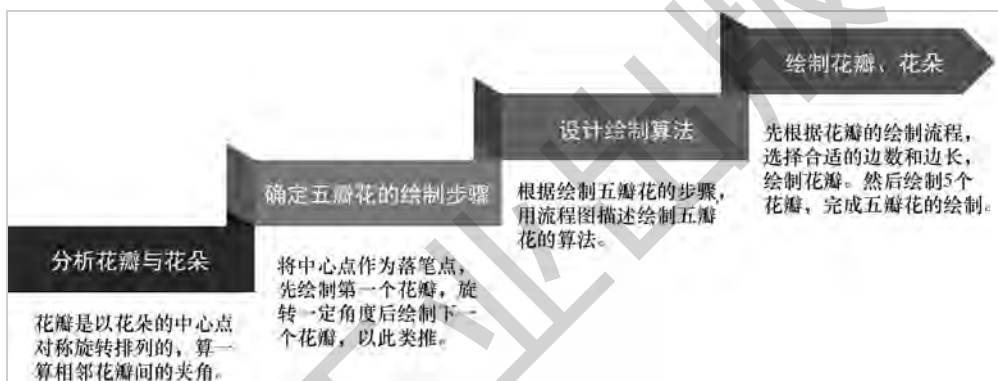 分析花瓣与花朵
花瓣是以花朵的中心点
对称旋转排列的，算一
算相邻花瓣间的夹角。
确定五瓣花的绘制步骤
将中心点作为落笔点，
先绘制第一个花瓣，旋
转一定角度后绘制下一
个花瓣，以此类推。
设计绘制算法
根据绘制五瓣花的步骤，
用流程图描述绘制五瓣
花的算法。
绘制花瓣、花朵
先根据花瓣的绘制流程，
选择合适的边数和边长，
绘制花瓣。然后绘制5个
花瓣，完成五瓣花的绘制。